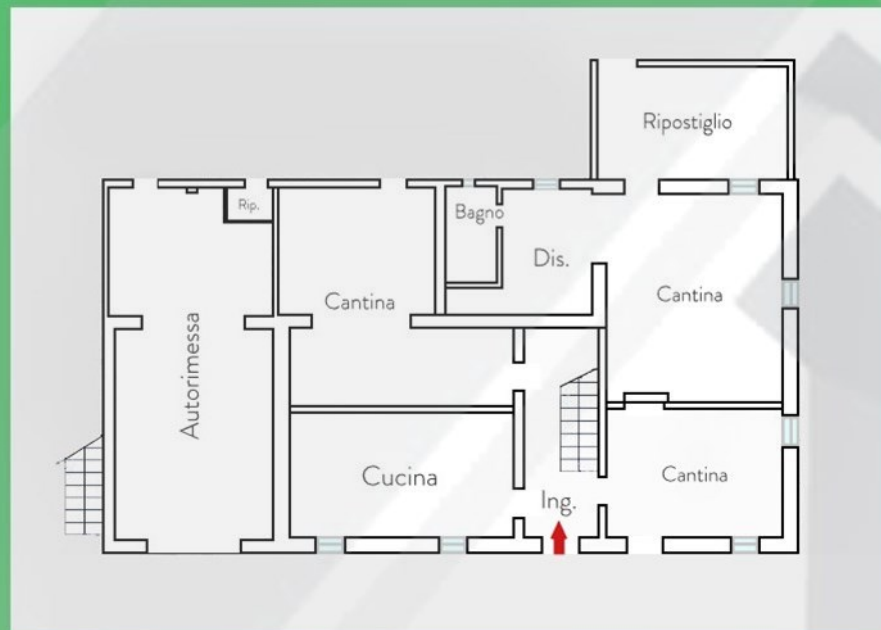 Ripostiglio
Rip.
Bagno
Dis.
Cantina
Cantina
Autorimessa
Cucina
Cantina
Ing.